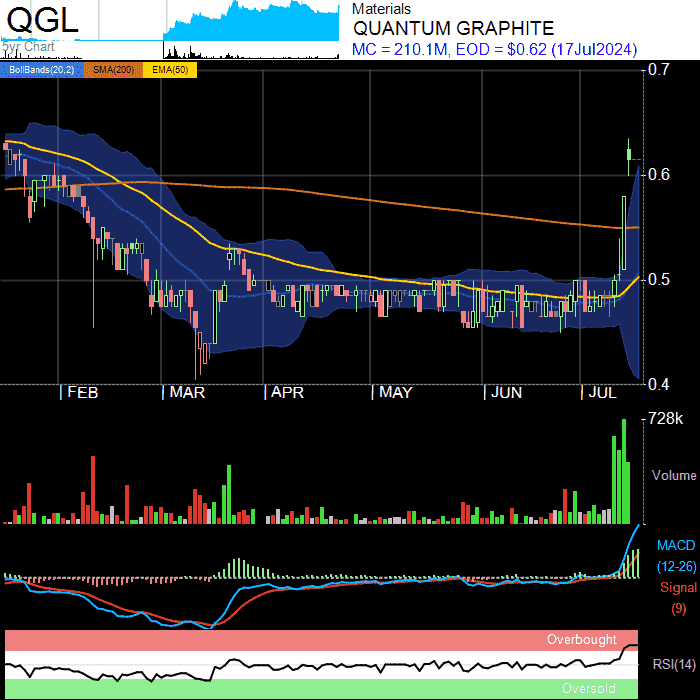 QGL
Materials
QUANTUM GRAPHITE
5yr Chart
MC = 210.1M, EOD = $0.62 (17Jul2024)
BollBands(20,2) SMA(200) EMA(50)
0.7
0.6
0.5
0.4
FEB MAR APR MAY JUN JUL
728k
Volume
MACD
(12-26)
Signal
(9)
Overbought
RSI(14)
Oversold